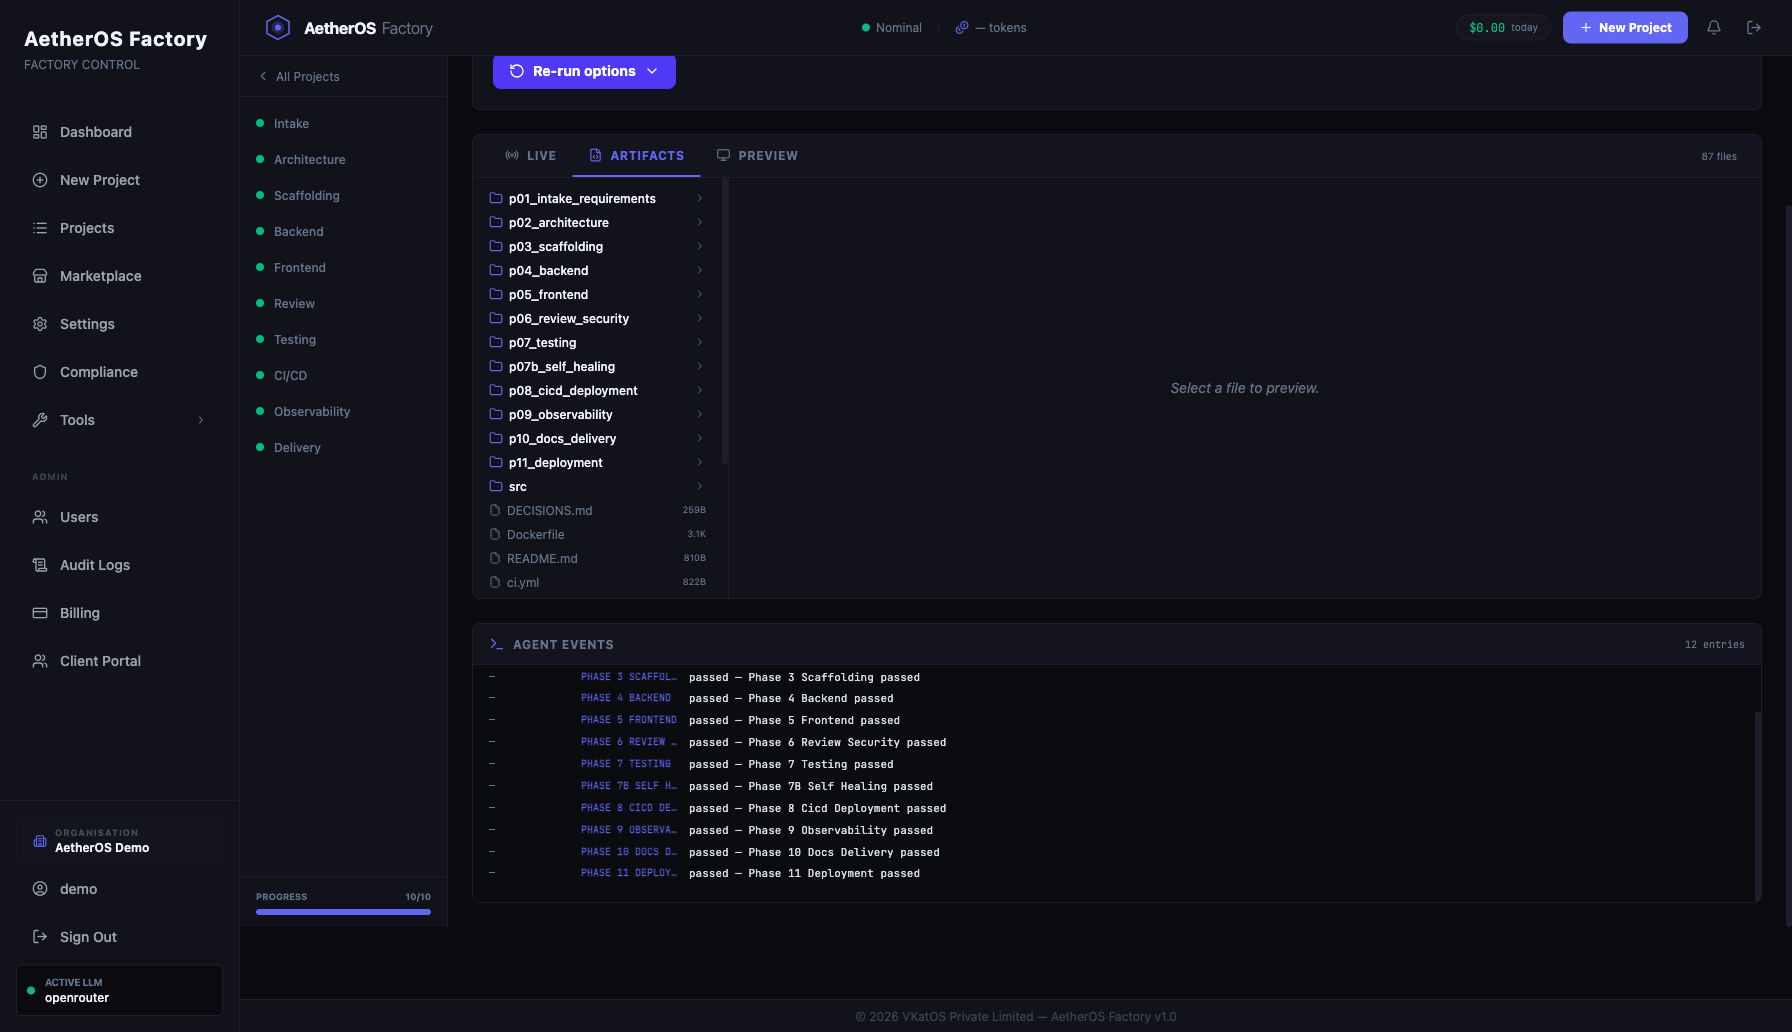 AetherOS Factory
FACTORY CONTROL
Dashboard
New Project
Projects
Marketplace
Settings
Compliance
Tools
ADMIN
Users
Audit Logs
Billing
Client Portal
ORGANISATION
AetherOS Demo
demo
Sign Out
ACTIVE LLM
openrouter
AetherOS Factory
Nominal
— tokens
$0.00 today
+ New Project
All Projects
Intake
Architecture
Scaffolding
Backend
Frontend
Review
Testing
CI/CD
Observability
Delivery
PROGRESS 10/10
Re-run options
LIVE
ARTIFACTS
PREVIEW
87 files
p01_intake_requirements
p02_architecture
p03_scaffolding
p04_backend
p05_frontend
p06_review_security
p07_testing
p07b_self_healing
p08_cicd_deployment
p09_observability
p10_docs_delivery
p11_deployment
src
DECISIONS.md 259B
Dockerfile 3.1K
README.md 810B
ci.yml 822B
Select a file to preview.
AGENT EVENTS
12 entries
— PHASE 3 SCAFFOL… passed — Phase 3 Scaffolding passed
— PHASE 4 BACKEND passed — Phase 4 Backend passed
— PHASE 5 FRONTEND passed — Phase 5 Frontend passed
— PHASE 6 REVIEW … passed — Phase 6 Review Security passed
— PHASE 7 TESTING passed — Phase 7 Testing passed
— PHASE 7B SELF H… passed — Phase 7B Self Healing passed
— PHASE 8 CICD DE… passed — Phase 8 Cicd Deployment passed
— PHASE 9 OBSERVA… passed — Phase 9 Observability passed
— PHASE 10 DOCS D… passed — Phase 10 Docs Delivery passed
— PHASE 11 DEPLOY… passed — Phase 11 Deployment passed
© 2026 VKatOS Private Limited — AetherOS Factory v1.0